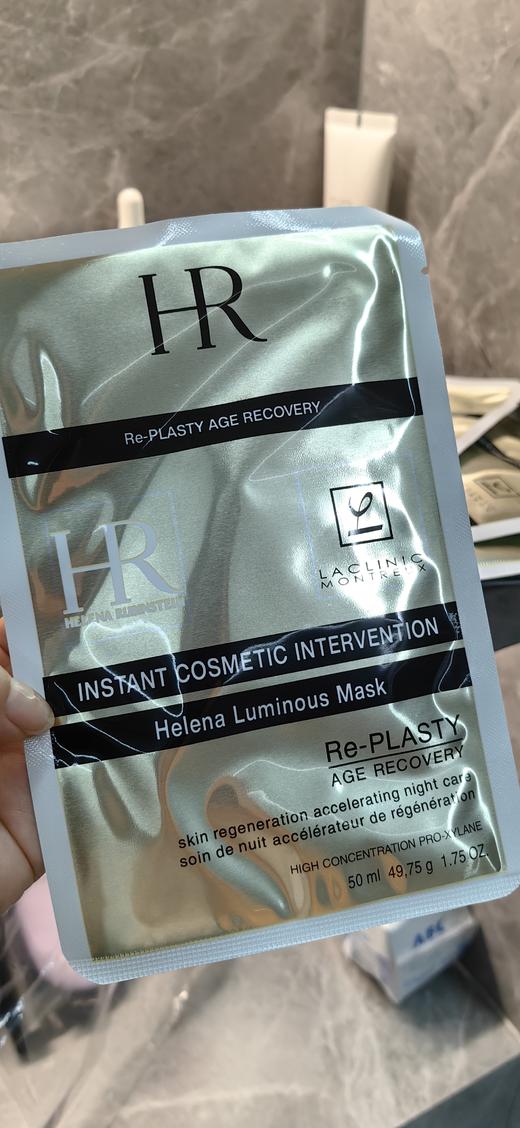 HR
Re-PLASTY AGE RECOVERY
HR
HELENA RUBINSTEIN
LACLINIC
MONTREUX
INSTANT COSMETIC INTERVENTION
Helena Luminous Mask
Re-PLASTY
AGE RECOVERY
skin regeneration accelerating night care
soin de nuit accélérateur de régénération
HIGH CONCENTRATION PRO-XYLANE
50 ml 49,75 g 1.75 OZ.
ABC